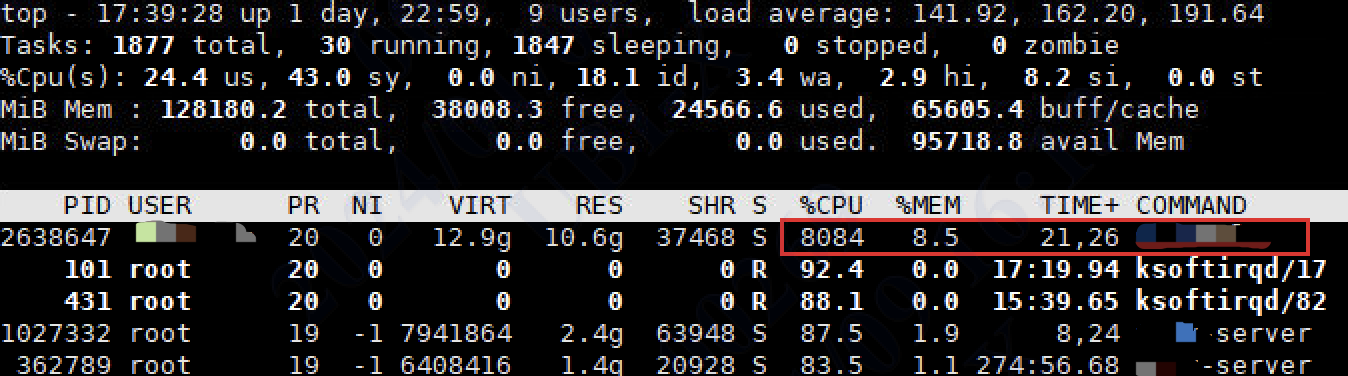 top - 17:39:28 up 1 day, 22:59,  9 users,  load average: 141.92, 162.20, 191.64
Tasks: 1877 total,  30 running, 1847 sleeping,   0 stopped,   0 zombie
%Cpu(s): 24.4 us, 43.0 sy,  0.0 ni, 18.1 id,  3.4 wa,  2.9 hi,  8.2 si,  0.0 st
MiB Mem : 128180.2 total,  38008.3 free,  24566.6 used,  65605.4 buff/cache
MiB Swap:      0.0 total,      0.0 free,      0.0 used.  95718.8 avail Mem
PID USER PR NI VIRT RES SHR S %CPU %MEM TIME+ COMMAND
2638647 20 0 12.9g 10.6g 37468 S 8084 8.5 21,26
101 root 20 0 0 0 0 R 92.4 0.0 17:19.94 ksoftirqd/17
431 root 20 0 0 0 0 R 88.1 0.0 15:39.65 ksoftirqd/82
1027332 root 19 -1 7941864 2.4g 63948 S 87.5 1.9 8,24 -server
362789 root 19 -1 6408416 1.4g 20928 S 83.5 1.1 274:56.68 -server